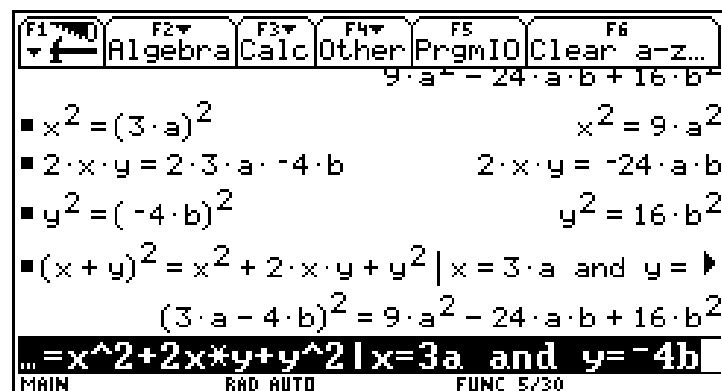 F1 F2 Algebra F3 Calc F4 Other F5 PrgmIO F6 Clear a-z…
9·a² − 24·a·b + 16·b²
▪ x² = (3·a)² x² = 9·a²
▪ 2·x·y = 2·3·a·⁻4·b 2·x·y = ⁻24·a·b
▪ y² = (⁻4·b)² y² = 16·b²
▪ (x + y)² = x² + 2·x·y + y² | x = 3·a and y = ▶
(3·a − 4·b)² = 9·a² − 24·a·b + 16·b²
…=x^2+2x*y+y^2|x=3a and y=⁻4b
MAIN RAD AUTO FUNC 5/30